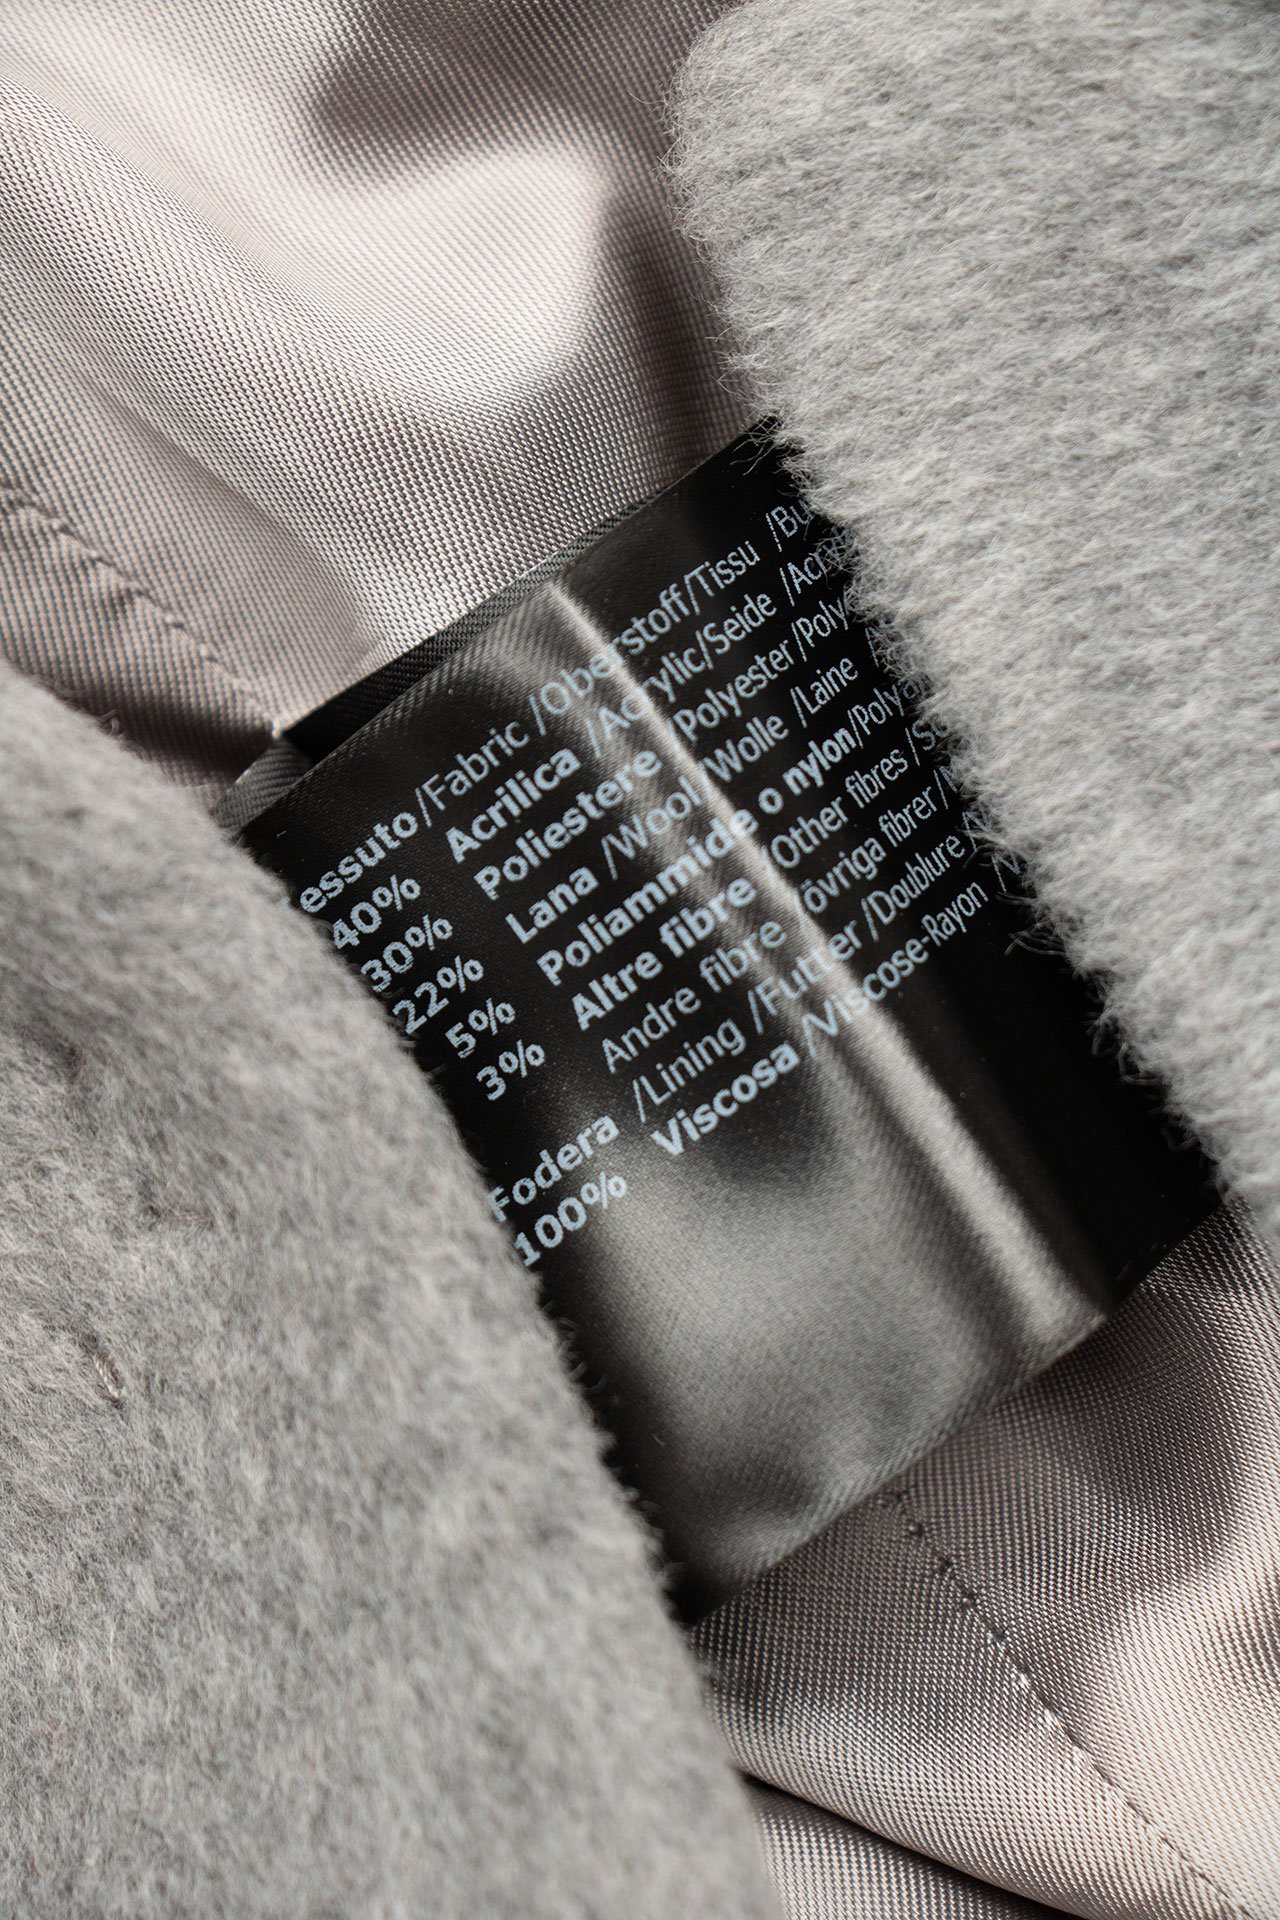 essuto/Fabric /Oberstoff/Tissu
40% Acrilica /Acrylic/Seide
30% Poliestere /Polyester
22% Lana /Wool/Wolle /Laine
5% Poliammide o nylon
3% Altre fibre /Other fibres
Andre fibre /övriga fibrer
Fodera /Lining /Futter /Doublure
100% Viscosa /Viscose-Rayon